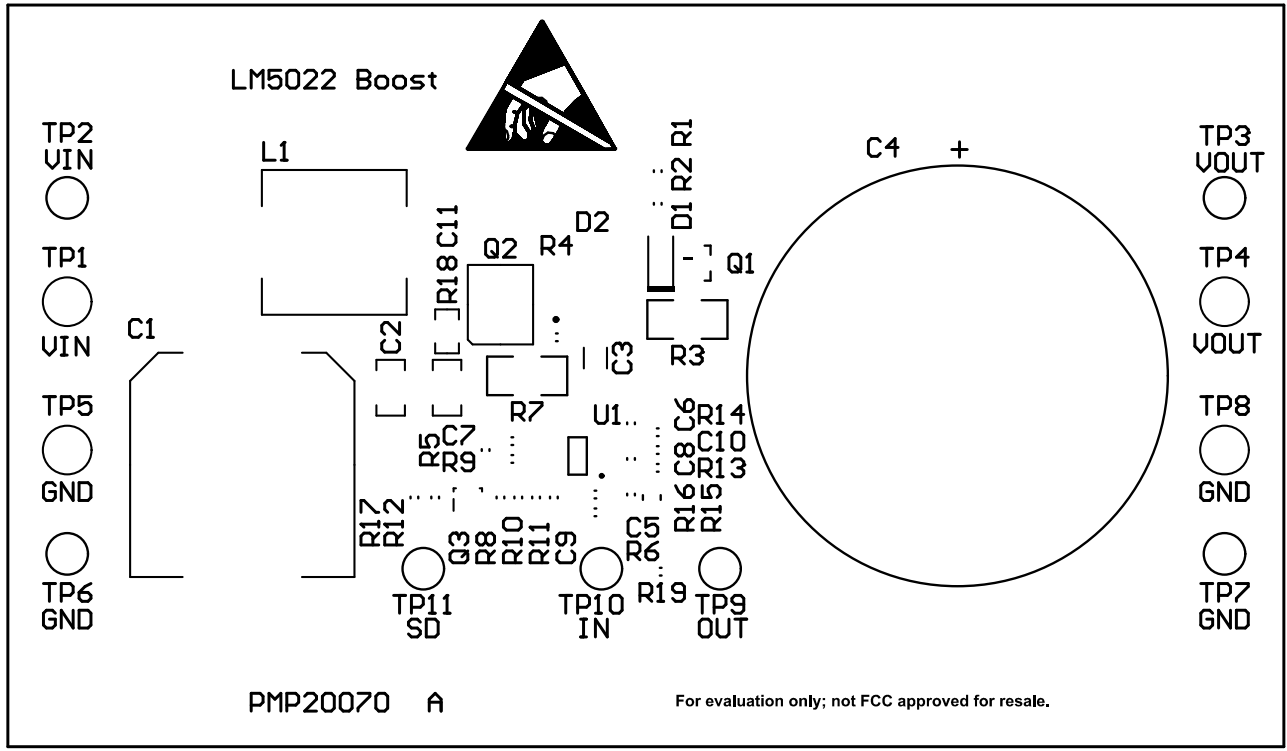 LM5022 Boost
TP2
VIN
L1
R1
R2
D1
C4 +
TP3
VOUT
TP1
VIN
C11
R18
Q2
R4
D2
Q1
TP4
VOUT
C1
C2
C3
R3
TP5
GND
R7
U1
C6
R14
C10
C8
R13
R5
C7
R9
TP8
GND
R17
R12
Q3
R8
R10
R11
C9
C5
R6
R16
R15
R19
TP6
GND
TP11
SD
TP10
IN
TP9
OUT
TP7
GND
PMP20070 A
For evaluation only; not FCC approved for resale.